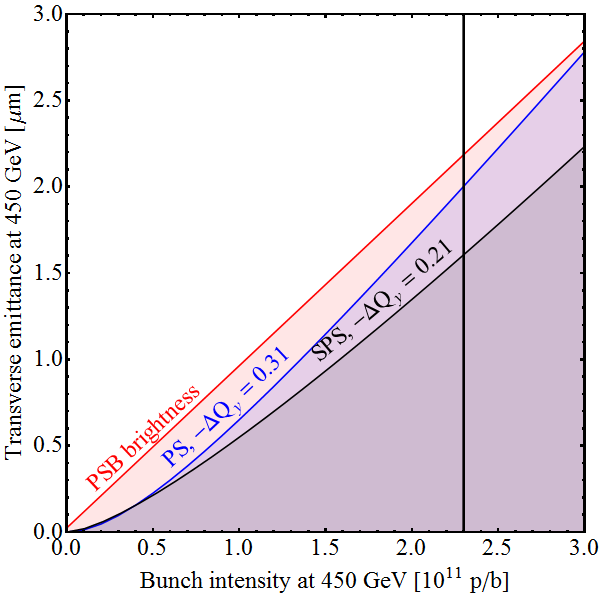 Transverse emittance at 450 GeV [μm]
3.0
2.5
2.0
1.5
1.0
0.5
0.0
PSB brightness
PS, −ΔQy = 0.31
SPS, −ΔQy = 0.21
0.0 0.5 1.0 1.5 2.0 2.5 3.0
Bunch intensity at 450 GeV [10¹¹ p/b]